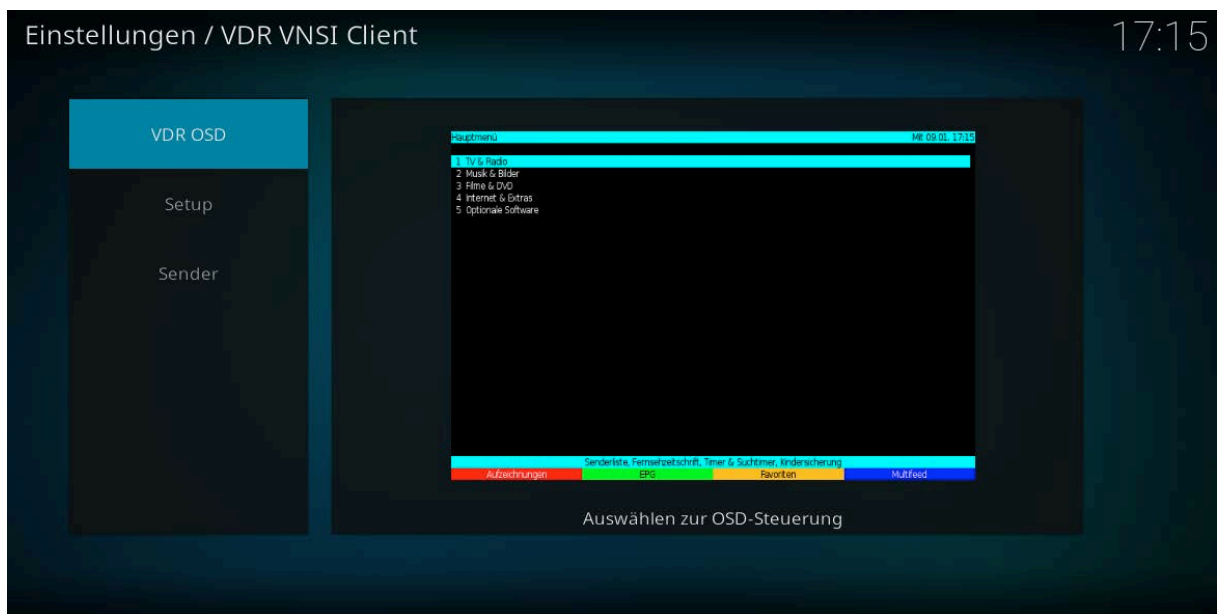 Einstellungen / VDR VNSI Client 17:15
VDR OSD
Setup
Sender
Hauptmenü Mit 09.01. 17:15
1 TV & Radio
2 Musik & Bilder
3 Filme & DVD
4 Internet & Extras
5 Optionale Software
Senderliste, Fernsehzeitschrift, Timer & Suchtimer, Kindersicherung
Aufzeichnungen EPG Favoriten Multifeed
Auswählen zur OSD-Steuerung